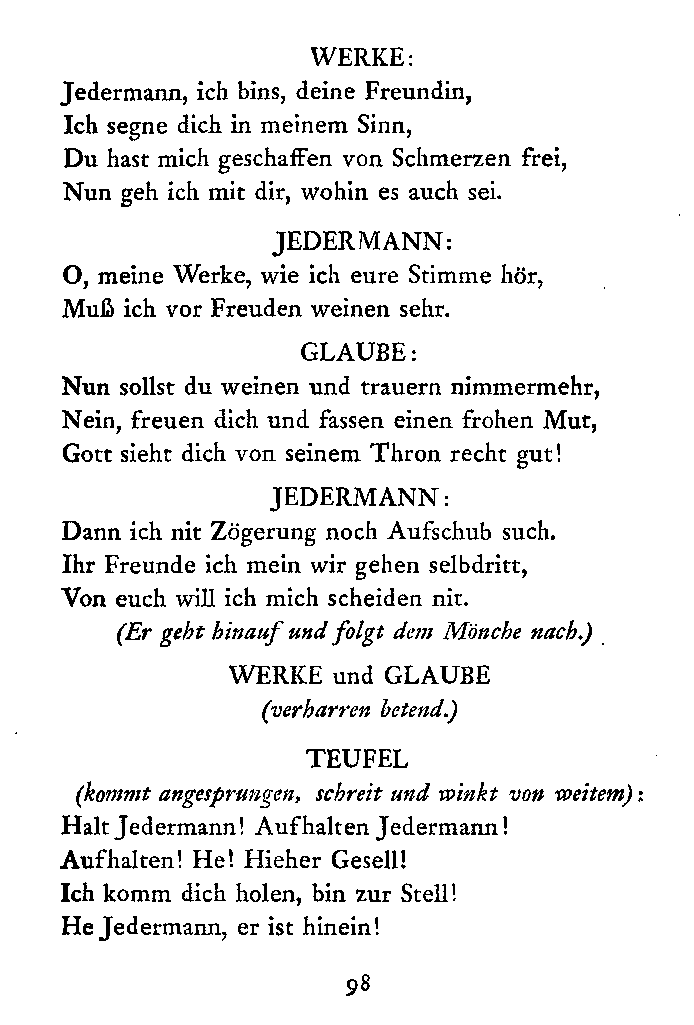 WERKE:
Jedermann, ich bins, deine Freundin,
Ich segne dich in meinem Sinn,
Du hast mich geschaffen von Schmerzen frei,
Nun geh ich mit dir, wohin es auch sei.
JEDERMANN:
O, meine Werke, wie ich eure Stimme hör,
Muß ich vor Freuden weinen sehr.
GLAUBE:
Nun sollst du weinen und trauern nimmermehr,
Nein, freuen dich und fassen einen frohen Mut,
Gott sieht dich von seinem Thron recht gut!
JEDERMANN:
Dann ich nit Zögerung noch Aufschub such.
Ihr Freunde ich mein wir gehen selbdritt,
Von euch will ich mich scheiden nit.
(Er geht hinauf und folgt dem Mönche nach.)
WERKE und GLAUBE
(verharren betend.)
TEUFEL
(kommt angesprungen, schreit und winkt von weitem):
Halt Jedermann! Aufhalten Jedermann!
Aufhalten! He! Hieher Gesell!
Ich komm dich holen, bin zur Stell!
He Jedermann, er ist hinein!
98